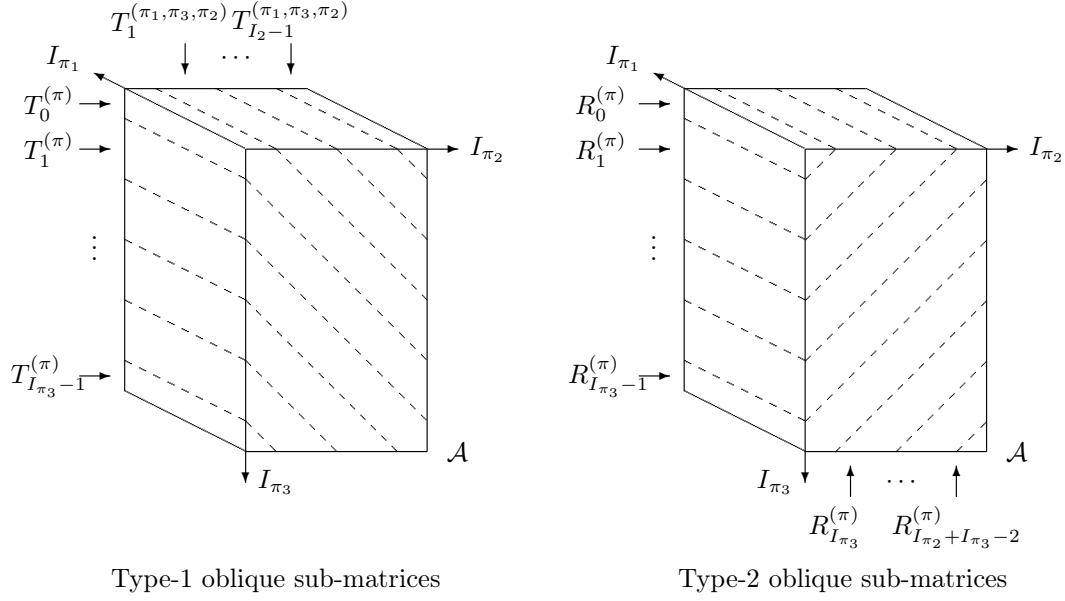 T_1^{(π_1,π_3,π_2)} T_{I_2−1}^{(π_1,π_3,π_2)}
I_{π_1} ⋯
T_0^{(π)}
T_1^{(π)} I_{π_2}
⋮
T_{I_{π_3}−1}^{(π)}
𝒜
I_{π_3}
Type-1 oblique sub-matrices
I_{π_1}
R_0^{(π)}
R_1^{(π)} I_{π_2}
⋮
R_{I_{π_3}−1}^{(π)}
𝒜
I_{π_3} ⋯
R_{I_{π_3}}^{(π)} R_{I_{π_2}+I_{π_3}−2}^{(π)}
Type-2 oblique sub-matrices